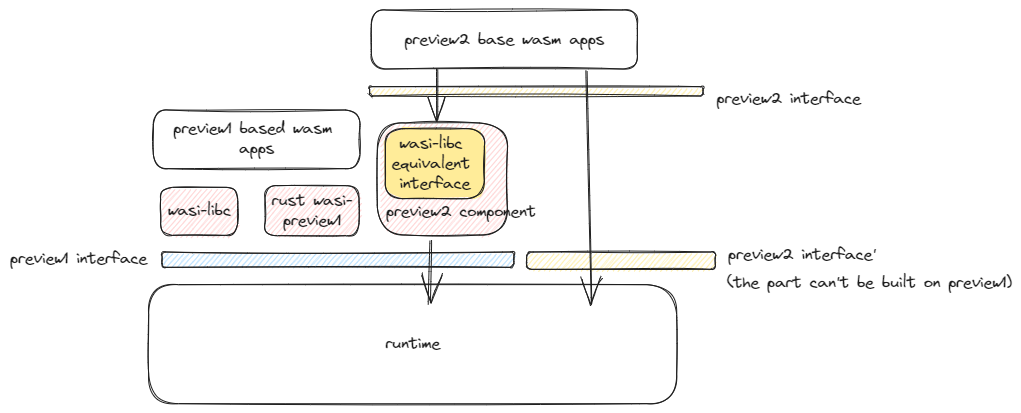 preview2 base wasm apps
preview2 interface
preview1 based wasm
apps
wasi-libc
equivalent
interface
preview2 component
wasi-libc
rust wasi-
preview1
preview1 interface
preview2 interface'
(the part can't be built on preview1)
runtime